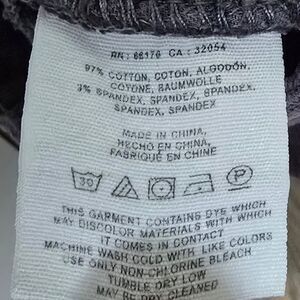 RN: 66170 CA: 32054
97% COTTON, COTON, ALGODÓN,
COTONE, BAUMWOLLE
3% SPANDEX, SPANDEX, SPANDEX,
SPANDEX, SPANDEX
MADE IN CHINA,
HECHO EN CHINA,
FABRIQUÉ EN CHINE
30 P
THIS GARMENT CONTAINS DYE WHICH
MAY DISCOLOR MATERIALS WITH WHICH
IT COMES IN CONTACT
MACHINE WASH COLD WITH LIKE COLORS
USE ONLY NON-CHLORINE BLEACH
TUMBLE DRY LOW
MAY BE DRY CLEANED